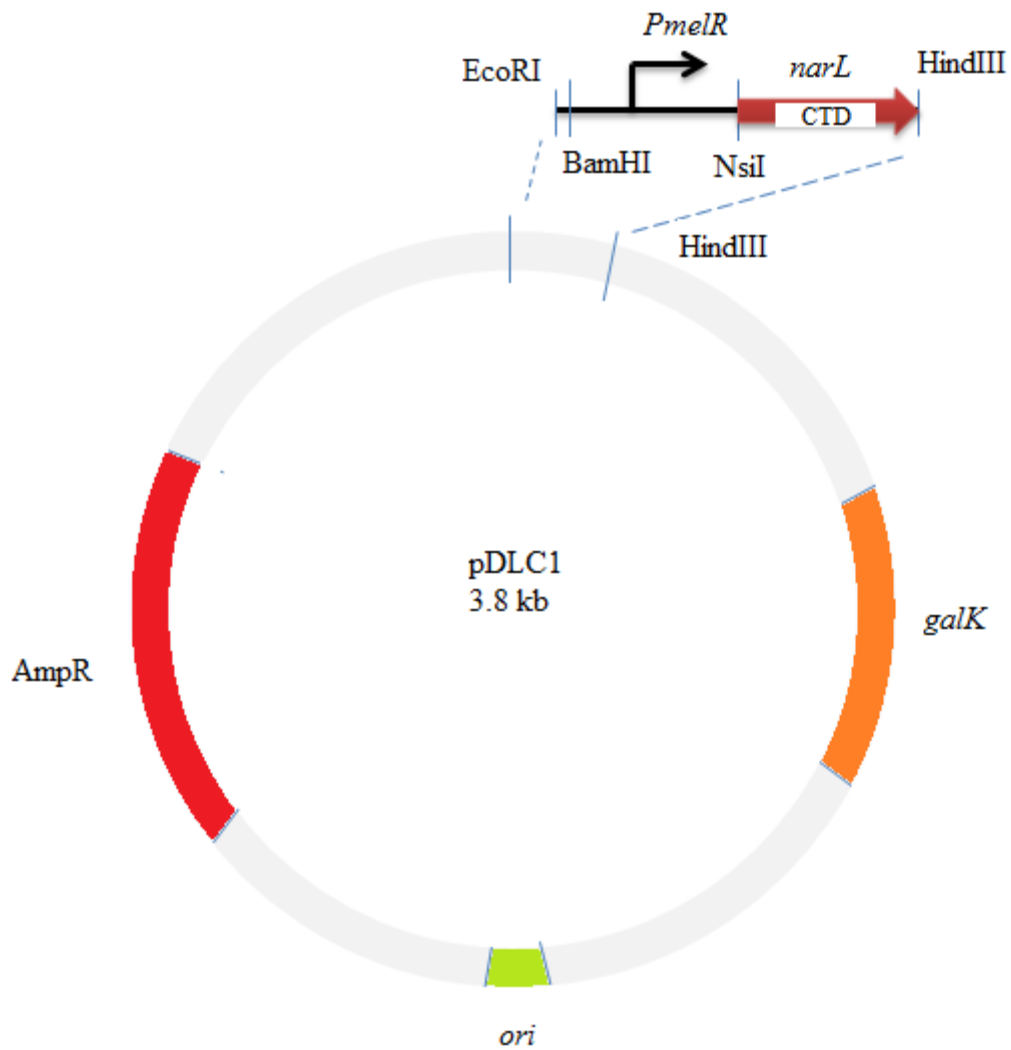 PmelR
EcoRI
narL
HindIII
CTD
BamHI
NsiI
HindIII
pDLC1
3.8 kb
galK
AmpR
ori